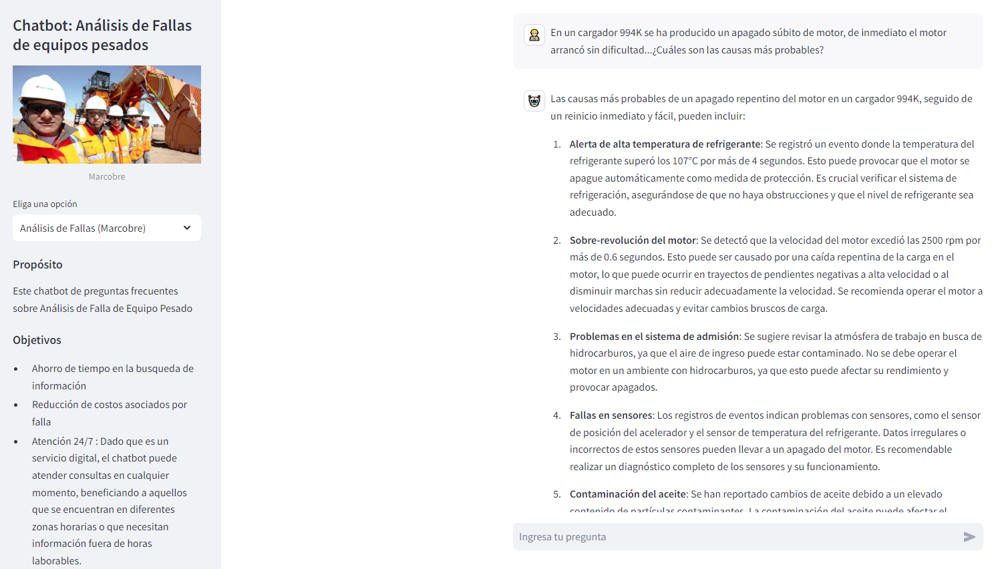 Chatbot: Análisis de Fallas
de equipos pesados
Marcobre
Eliga una opción
Análisis de Fallas (Marcobre)
Propósito
Este chatbot de preguntas frecuentes
sobre Análisis de Falla de Equipo Pesado
Objetivos
• Ahorro de tiempo en la busqueda de
información
• Reducción de costos asociados por
falla
• Atención 24/7 : Dado que es un
servicio digital, el chatbot puede
atender consultas en cualquier
momento, beneficiando a aquellos
que se encuentran en diferentes
zonas horarias o que necesitan
información fuera de horas
laborables.
En un cargador 994K se ha producido un apagado súbito de motor, de inmediato el motor
arrancó sin dificultad...¿Cuáles son las causas más probables?
Las causas más probables de un apagado repentino del motor en un cargador 994K, seguido de
un reinicio inmediato y fácil, pueden incluir:
1. Alerta de alta temperatura de refrigerante: Se registró un evento donde la temperatura del
refrigerante superó los 107°C por más de 4 segundos. Esto puede provocar que el motor se
apague automáticamente como medida de protección. Es crucial verificar el sistema de
refrigeración, asegurándose de que no haya obstrucciones y que el nivel de refrigerante sea
adecuado.
2. Sobre-revolución del motor: Se detectó que la velocidad del motor excedió las 2500 rpm por
más de 0.6 segundos. Esto puede ser causado por una caída repentina de la carga en el
motor, lo que puede ocurrir en trayectos de pendientes negativas a alta velocidad o al
disminuir marchas sin reducir adecuadamente la velocidad. Se recomienda operar el motor a
velocidades adecuadas y evitar cambios bruscos de carga.
3. Problemas en el sistema de admisión: Se sugiere revisar la atmósfera de trabajo en busca de
hidrocarburos, ya que el aire de ingreso puede estar contaminado. No se debe operar el
motor en un ambiente con hidrocarburos, ya que esto puede afectar su rendimiento y
provocar apagados.
4. Fallas en sensores: Los registros de eventos indican problemas con sensores, como el sensor
de posición del acelerador y el sensor de temperatura del refrigerante. Datos irregulares o
incorrectos de estos sensores pueden llevar a un apagado del motor. Es recomendable
realizar un diagnóstico completo de los sensores y su funcionamiento.
5. Contaminación del aceite: Se han reportado cambios de aceite debido a un elevado
contenido de partículas contaminantes. La contaminación del aceite puede afectar el
Ingresa tu pregunta